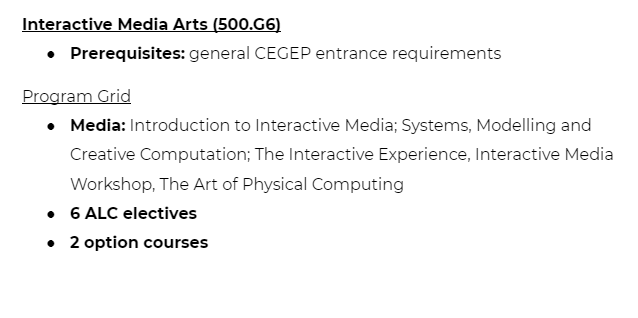 Interactive Media Arts (500.G6)
• Prerequisites: general CEGEP entrance requirements
Program Grid
• Media: Introduction to Interactive Media; Systems, Modelling and
Creative Computation; The Interactive Experience, Interactive Media
Workshop, The Art of Physical Computing
• 6 ALC electives
• 2 option courses